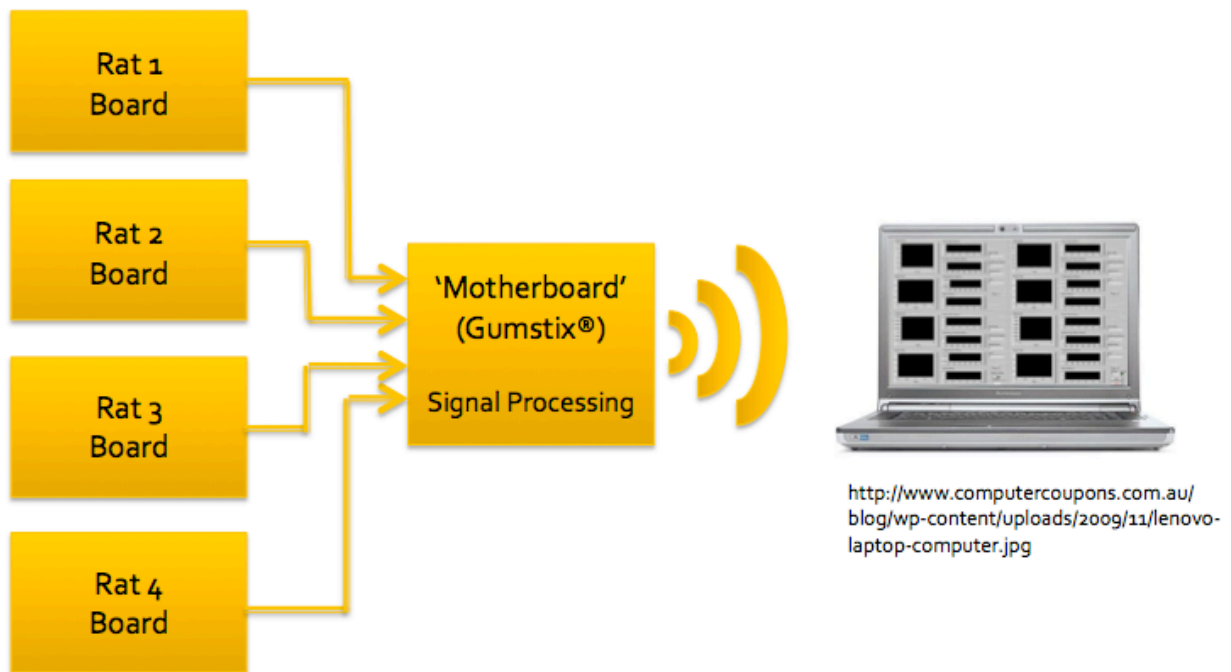 Rat 1
Board
Rat 2
Board
Rat 3
Board
Rat 4
Board
‘Motherboard’
(Gumstix®)
Signal Processing
http://www.computercoupons.com.au/
blog/wp-content/uploads/2009/11/lenovo-
laptop-computer.jpg